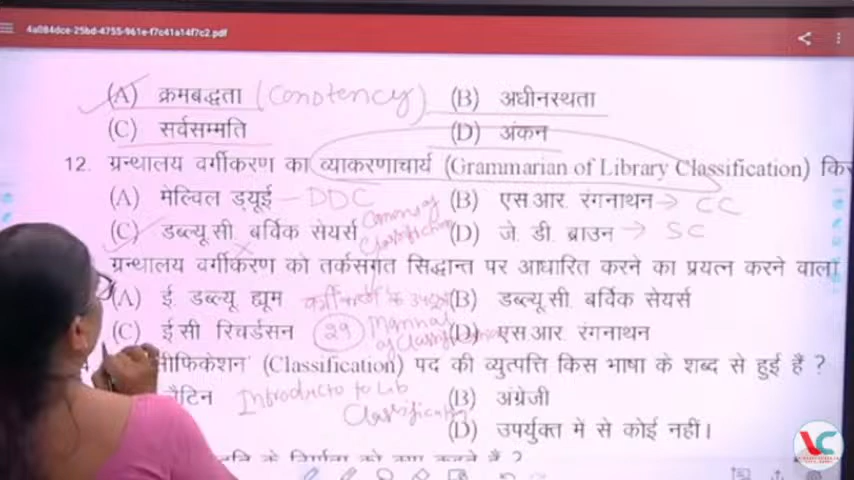 4a084dce-25bd-4755-961e-f7c41a14f7c2.pdf
(A) क्रमबद्धता (Constency) (B) अधीनस्थता
(C) सर्वसम्मति (D) अंकन
12. ग्रन्थालय वर्गीकरण का व्याकरणाचार्य (Grammarian of Library Classification)
(A) मेल्विल ड्यूई - DDC (B) एस.आर. रंगनाथन → CC
(C) डब्ल्यू.सी. बर्विक सेयर्स Classification (D) जे. डी. ब्राउन → SC
ग्रन्थालय वर्गीकरण को तर्कसंगत सिद्धान्त पर आधारित करने का प्रयत्न करने वाला
(A) ई. डब्ल्यू ह्यूम (B) डब्ल्यू.सी. बर्विक सेयर्स
(C) ई सी रिचर्डसन 29 Mannal of Classification (D) एस.आर. रंगनाथन
(Classification) पद की व्युत्पत्ति किस भाषा के शब्द से हुई हैं ?
Introducto to Lib Classification (B) अंग्रेजी
(D) उपर्युक्त में से कोई नहीं।
VC